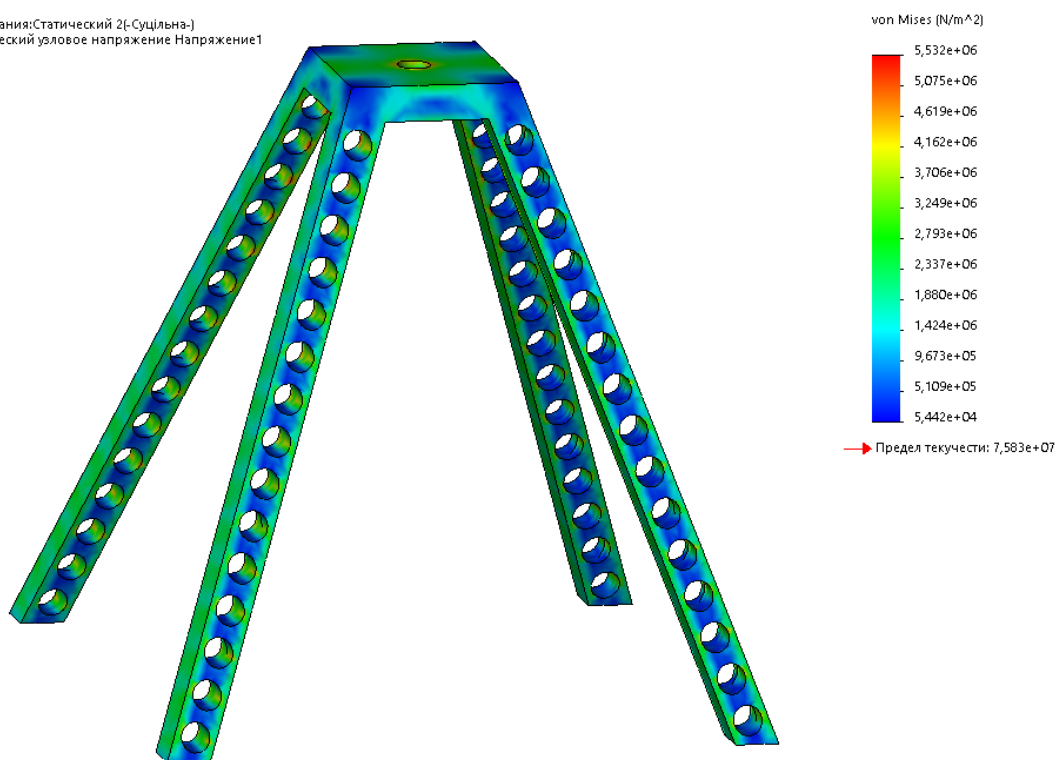 ания:Статический 2(-Суцільна-)
еский узловое напряжение Напряжение1
von Mises (N/m^2)
5,532e+06
5,075e+06
4,619e+06
4,162e+06
3,706e+06
3,249e+06
2,793e+06
2,337e+06
1,880e+06
1,424e+06
9,673e+05
5,109e+05
5,442e+04
Предел текучести: 7,583e+07